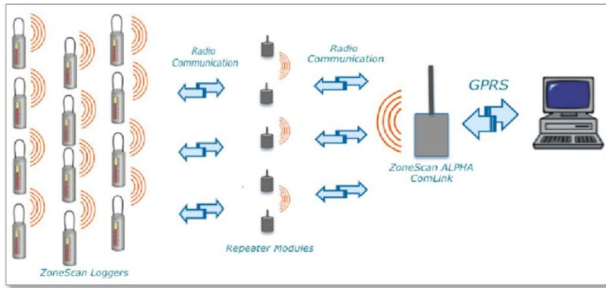 Radio
Communication
Radio
Communication
GPRS
ZoneScan ALPHA
ComLink
Repeater Modules
ZoneScan Loggers